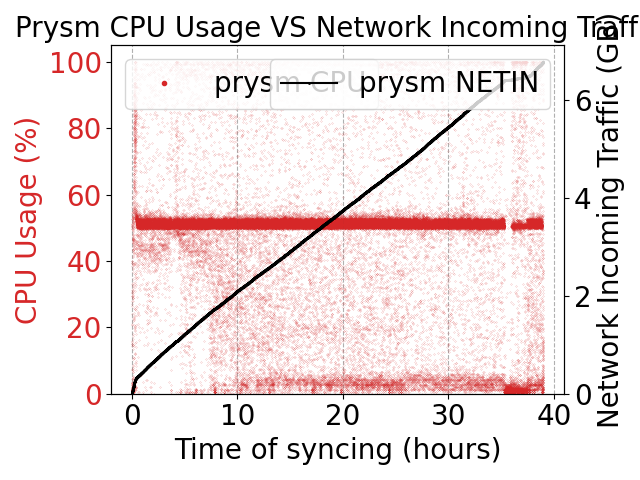 Prysm CPU Usage VS Network Incoming Traff
prysm CPU
prysm NETIN
100
80
60
40
20
0
CPU Usage (%)
6
4
2
0
Network Incoming Traffic (GB)
0 10 20 30 40
Time of syncing (hours)